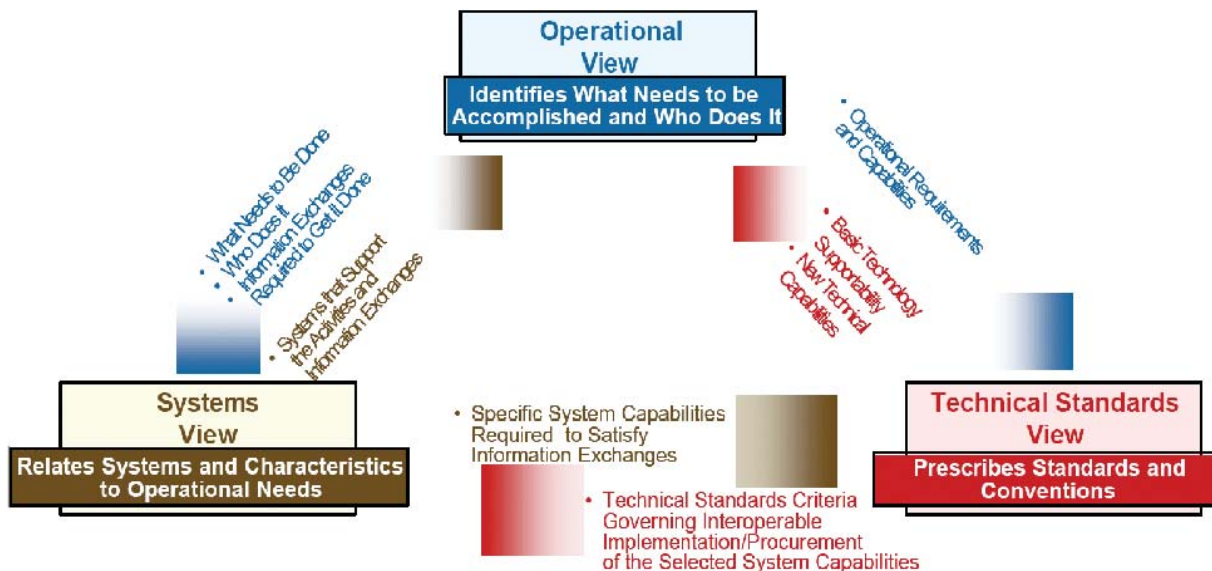 Operational
View
Identifies What Needs to be
Accomplished and Who Does It
• What Needs to Be Done
• Who Does It
• Information Exchanges
Required to Get it Done
• Systems that Support
the Activities and
Information Exchanges
• Operational Requirements
and Capabilities
• Basic Technology
Supportability
• New Technical
Capabilities
Systems
View
Relates Systems and Characteristics
to Operational Needs
• Specific System Capabilities
Required to Satisfy
Information Exchanges
• Technical Standards Criteria
Governing Interoperable
Implementation/Procurement
of the Selected System Capabilities
Technical Standards
View
Prescribes Standards and
Conventions